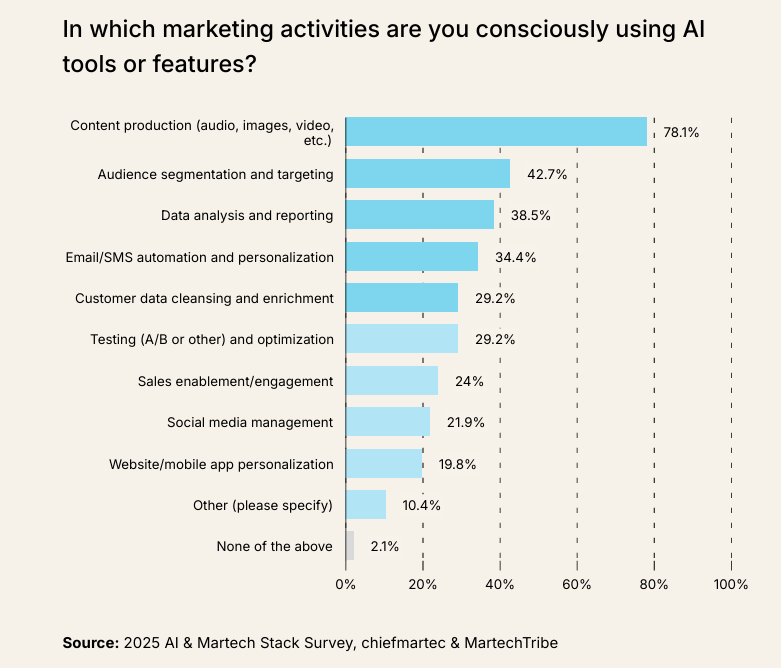 In which marketing activities are you consciously using AI
tools or features?
Content production (audio, images, video,
etc.)
78.1%
Audience segmentation and targeting
42.7%
Data analysis and reporting
38.5%
Email/SMS automation and personalization
34.4%
Customer data cleansing and enrichment
29.2%
Testing (A/B or other) and optimization
29.2%
Sales enablement/engagement
24%
Social media management
21.9%
Website/mobile app personalization
19.8%
Other (please specify)
10.4%
None of the above
2.1%
0% 20% 40% 60% 80% 100%
Source: 2025 AI & Martech Stack Survey, chiefmartec & MartechTribe